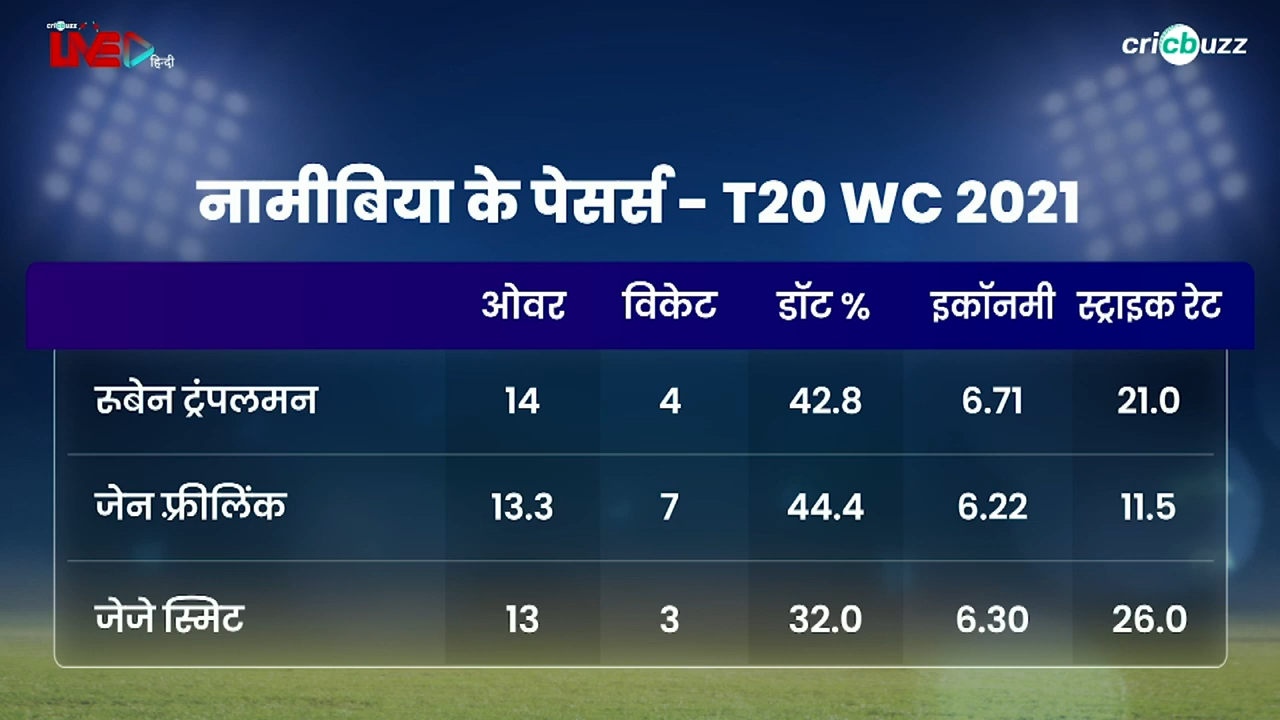 cricbuzz
LIVE हिन्दी
cricbuzz
नामीबिया के पेसर्स - T20 WC 2021
ओवर विकेट डॉट % इकॉनमी स्ट्राइक रेट
रूबेन ट्रंपलमन 14 4 42.8 6.71 21.0
जेन फ़्रीलिंक 13.3 7 44.4 6.22 11.5
जेजे स्मिट 13 3 32.0 6.30 26.0